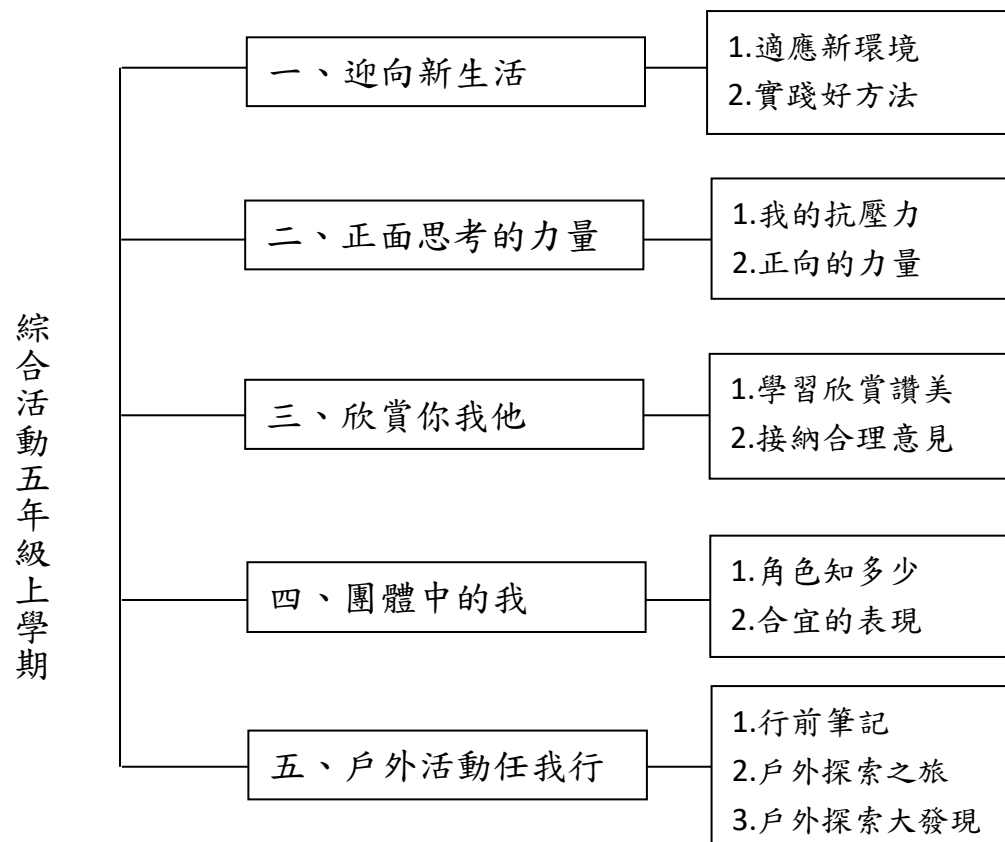 綜合活動五年級上學期
一、迎向新生活
1.適應新環境
2.實踐好方法
二、正面思考的力量
1.我的抗壓力
2.正向的力量
三、欣賞你我他
1.學習欣賞讚美
2.接納合理意見
四、團體中的我
1.角色知多少
2.合宜的表現
五、戶外活動任我行
1.行前筆記
2.戶外探索之旅
3.戶外探索大發現